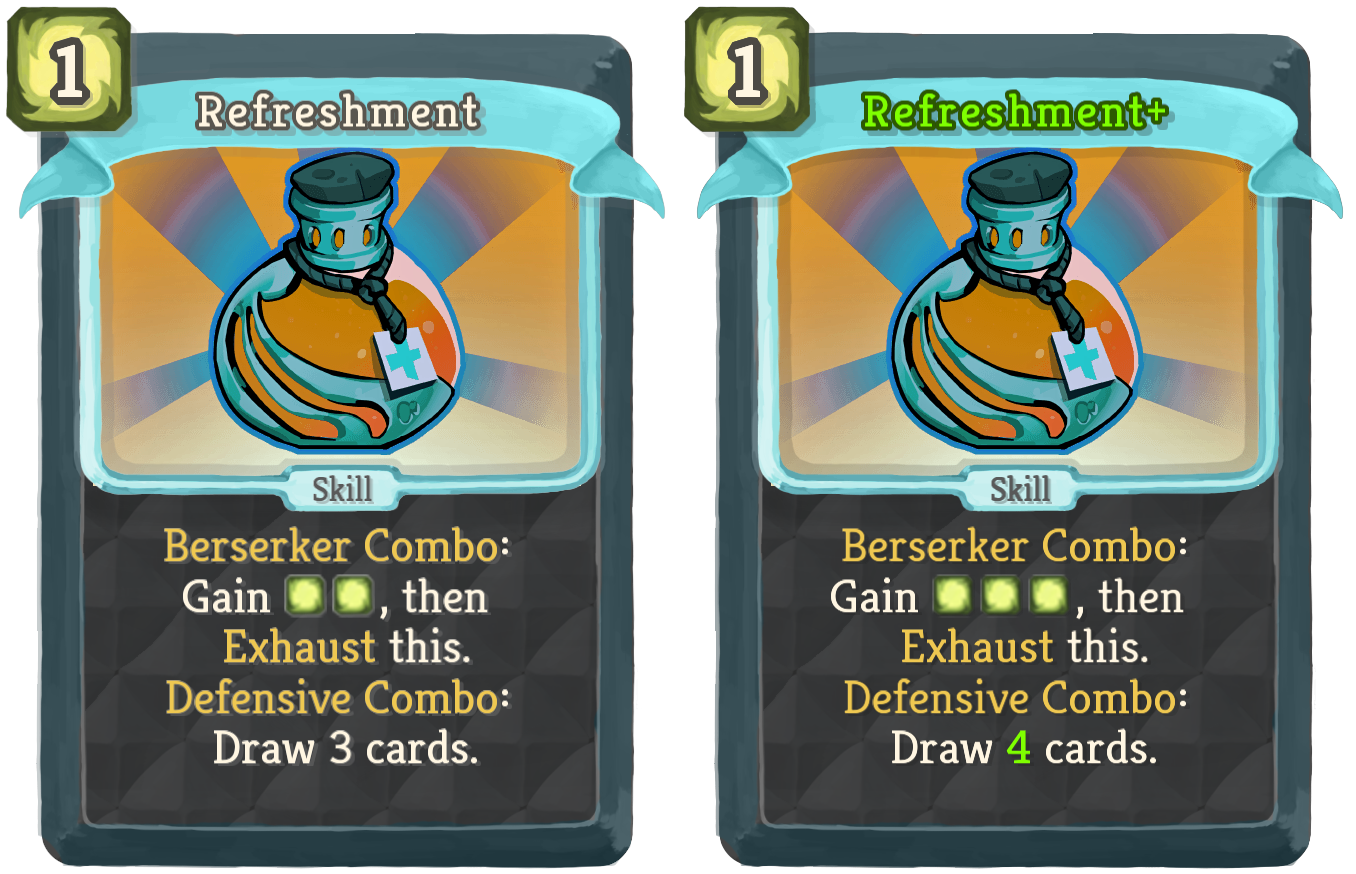 1
Refreshment
Skill
Berserker Combo:
Gain , then
Exhaust this.
Defensive Combo:
Draw 3 cards.
1
Refreshment+
Skill
Berserker Combo:
Gain , then
Exhaust this.
Defensive Combo:
Draw 4 cards.